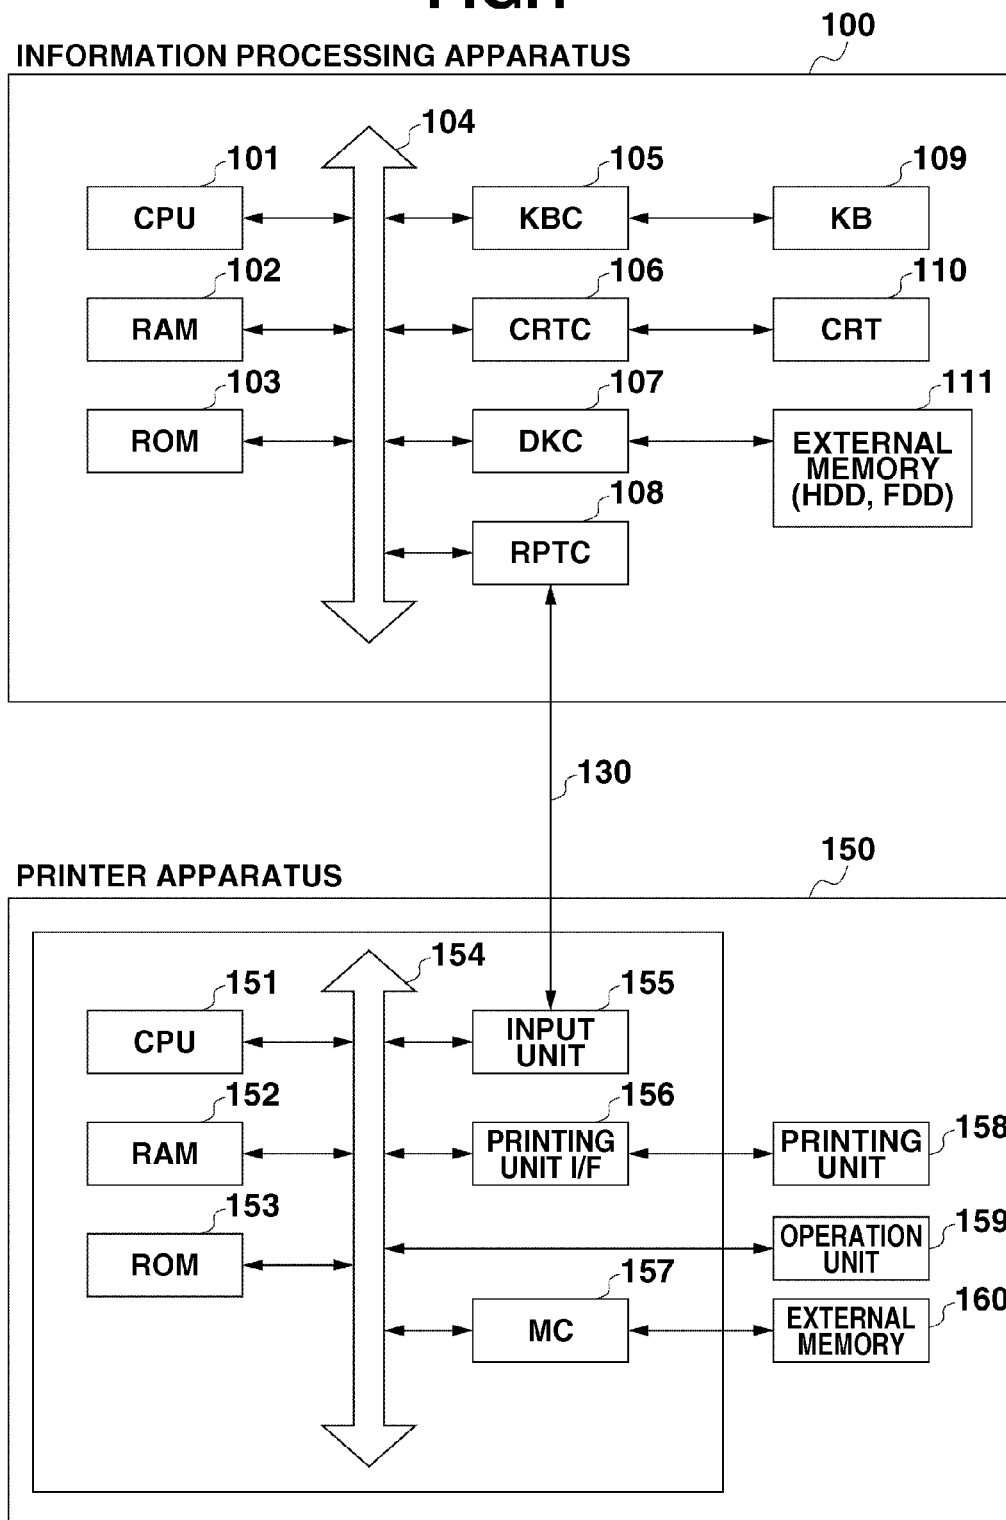 100
INFORMATION PROCESSING APPARATUS
104
101
105
109
CPU
KBC
KB
102
106
110
RAM
CRTC
CRT
103
107
111
ROM
DKC
EXTERNAL
MEMORY
(HDD, FDD)
108
RPTC
130
150
PRINTER APPARATUS
154
151
155
CPU
INPUT
UNIT
152
156
158
RAM
PRINTING
UNIT I/F
PRINTING
UNIT
153
159
ROM
OPERATION
UNIT
157
160
MC
EXTERNAL
MEMORY